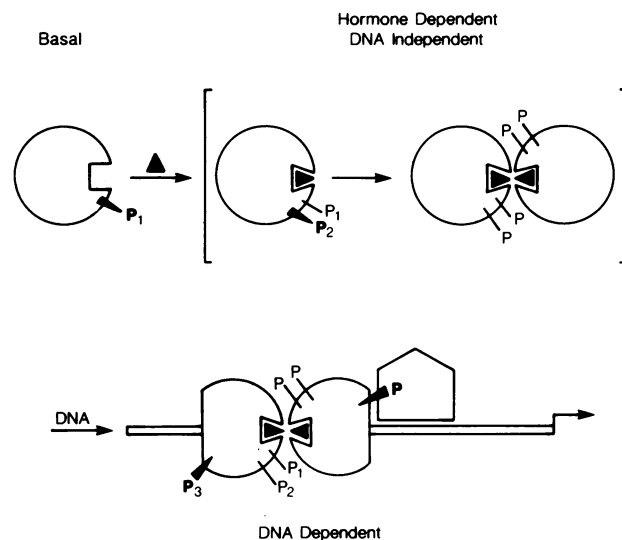 Basal
Hormone Dependent
DNA Independent
P₁
P₁
P₂
P
P
P
P
DNA
P
P
P
P₁
P₂
P₃
DNA Dependent